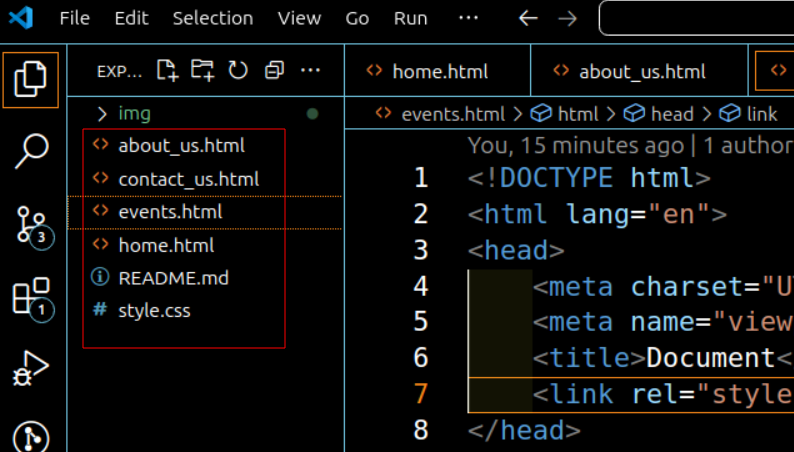 File Edit Selection View Go Run ··· ← →
EXP... ···
home.html about_us.html
img
about_us.html
contact_us.html
events.html
home.html
README.md
# style.css
3
1
events.html > html > head > link
You, 15 minutes ago | 1 author
1 <!DOCTYPE html>
2 <html lang="en">
3 <head>
4 <meta charset="U
5 <meta name="view
6 <title>Document<
7 <link rel="style
8 </head>